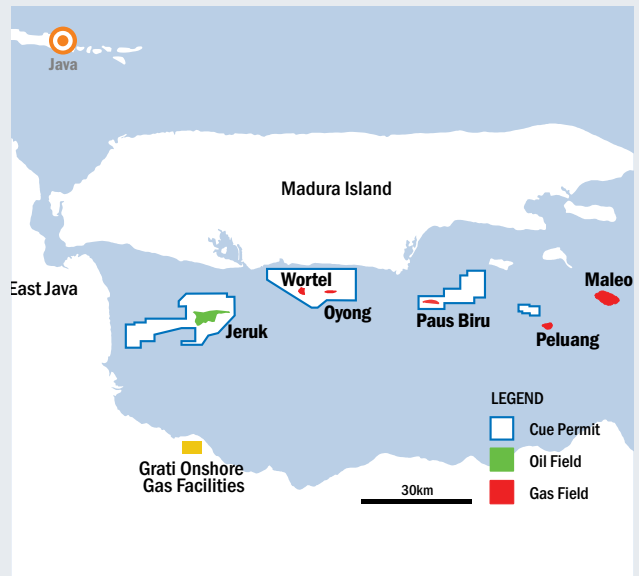 Java
Madura Island
East Java
Wortel
Oyong
Maleo
Jeruk
Paus Biru
Peluang
LEGEND
Cue Permit
Oil Field
Gas Field
Grati Onshore
Gas Facilities
30km